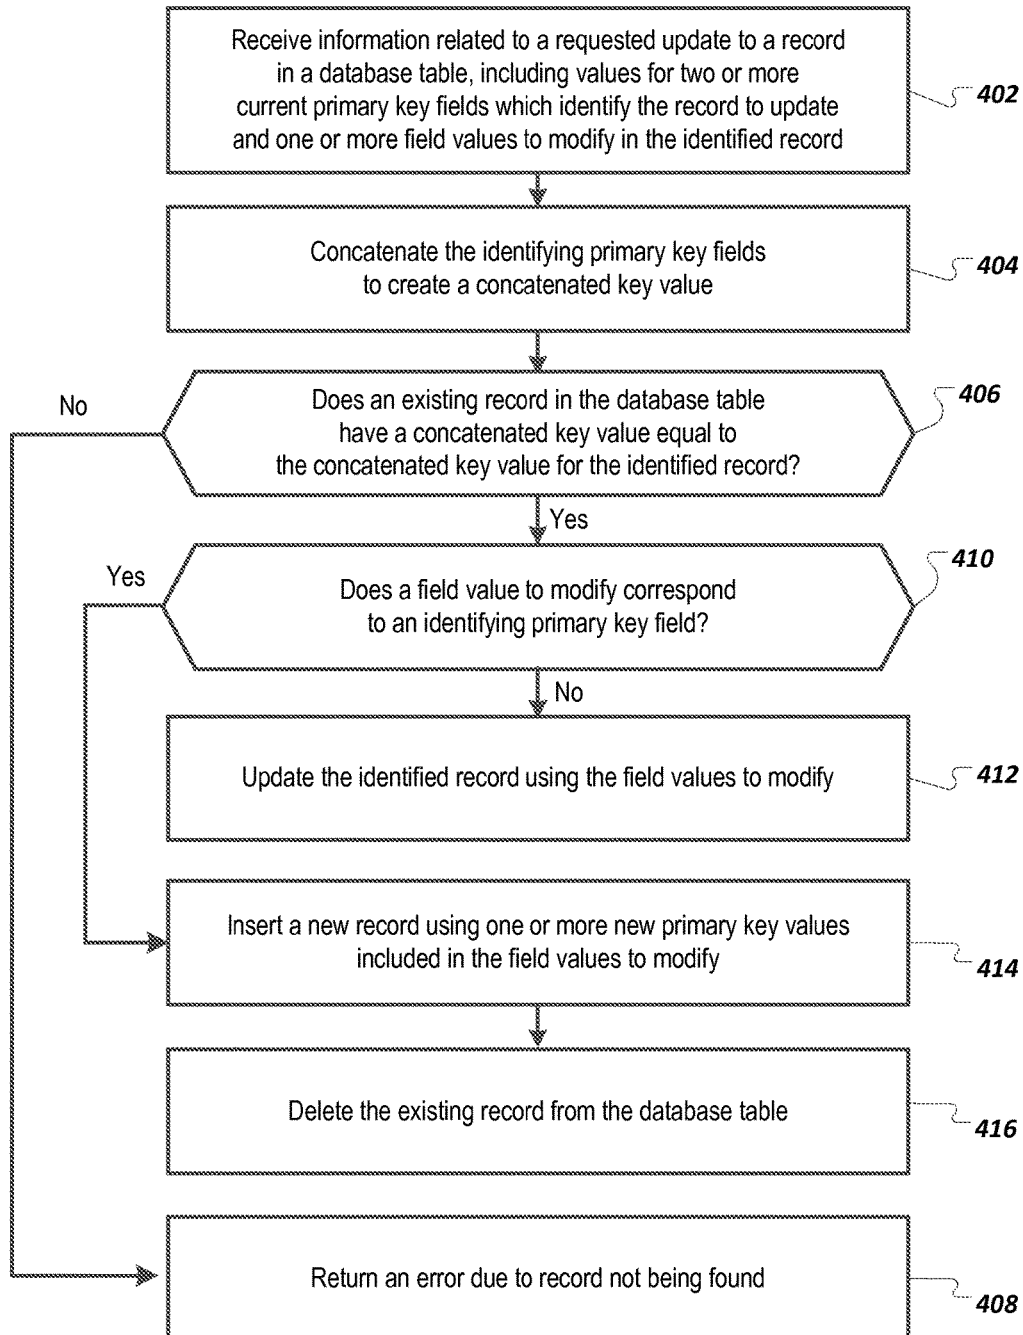 Receive information related to a requested update to a record
in a database table, including values for two or more
current primary key fields which identify the record to update
and one or more field values to modify in the identified record
402
Concatenate the identifying primary key fields
to create a concatenated key value
404
No
Does an existing record in the database table
have a concatenated key value equal to
the concatenated key value for the identified record?
406
Yes
Yes
Does a field value to modify correspond
to an identifying primary key field?
410
No
Update the identified record using the field values to modify
412
Insert a new record using one or more new primary key values
included in the field values to modify
414
Delete the existing record from the database table
416
Return an error due to record not being found
408